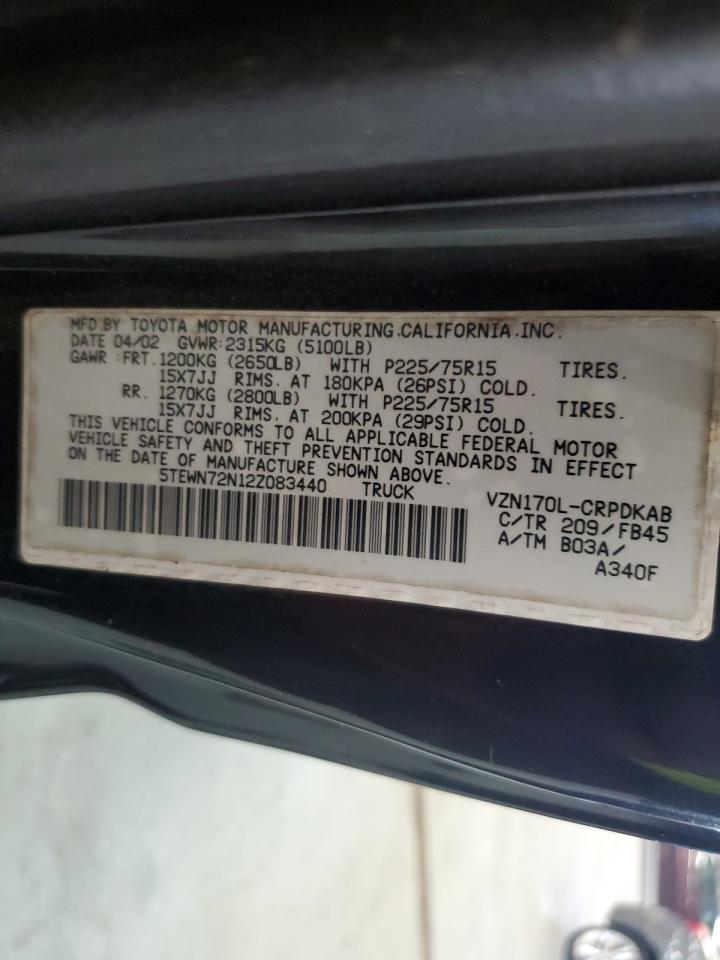 MFD BY TOYOTA MOTOR MANUFACTURING,CALIFORNIA,INC.
DATE 04/02 GVWR:2315KG (5100LB)
GAWR :FRT.1200KG (2650LB) WITH P225/75R15 TIRES.
15X7JJ RIMS. AT 180KPA (26PSI) COLD.
RR. 1270KG (2800LB) WITH P225/75R15 TIRES.
15X7JJ RIMS. AT 200KPA (29PSI) COLD.
THIS VEHICLE CONFORMS TO ALL APPLICABLE FEDERAL MOTOR
VEHICLE SAFETY AND THEFT PREVENTION STANDARDS IN EFFECT
ON THE DATE OF MANUFACTURE SHOWN ABOVE.
5TEWN72N12Z083440 TRUCK VZN170L-CRPDKAB
C/TR 209/FB45
A/TM B03A/
A340F